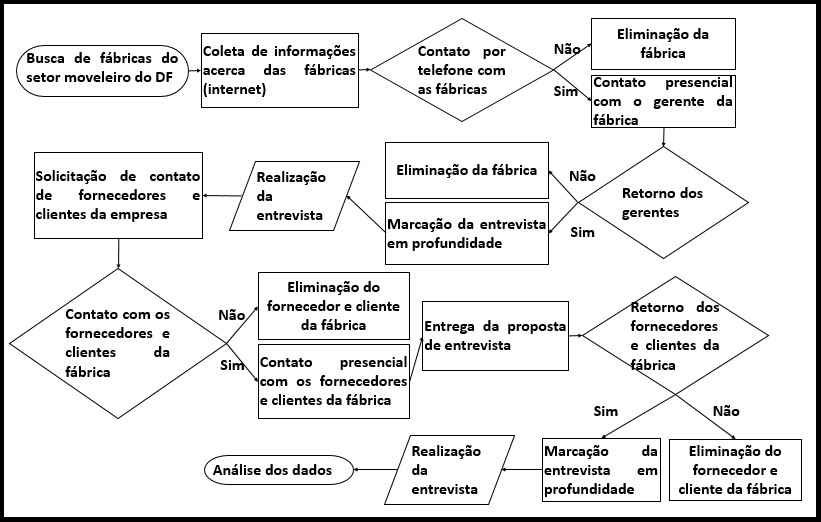 Busca de fábricas do
setor moveleiro do DF
Coleta de informações
acerca das fábricas
(internet)
Contato por
telefone com
as fábricas
Não
Sim
Eliminação da
fábrica
Contato presencial
com o gerente da
fábrica
Retorno dos
gerentes
Não
Sim
Eliminação da fábrica
Marcação da entrevista
em profundidade
Realização
da
entrevista
Solicitação de contato
de fornecedores e
clientes da empresa
Contato com os
fornecedores e
clientes da
fábrica
Não
Sim
Eliminação do
fornecedor e cliente
da fábrica
Contato presencial
com os fornecedores
e clientes da fábrica
Entrega da proposta
de entrevista
Retorno dos
fornecedores
e clientes da
fábrica
Sim
Não
Marcação da
entrevista em
profundidade
Eliminação do
fornecedor e
cliente da fábrica
Realização
da
entrevista
Análise dos dados